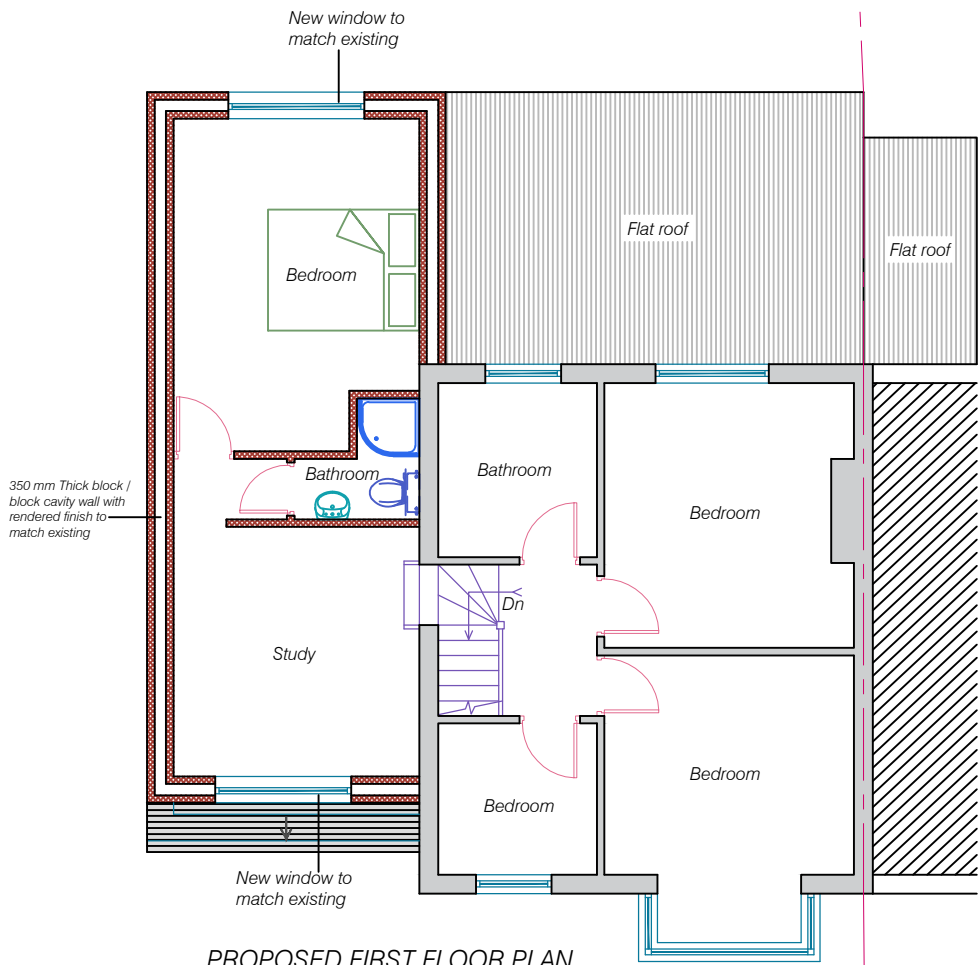 New window to
match existing
Flat roof
Flat roof
Bedroom
Bathroom
Bathroom
Bedroom
350 mm Thick block /
block cavity wall with
rendered finish to
match existing
Dn
Study
Bedroom
Bedroom
New window to
match existing
PROPOSED FIRST FLOOR PLAN